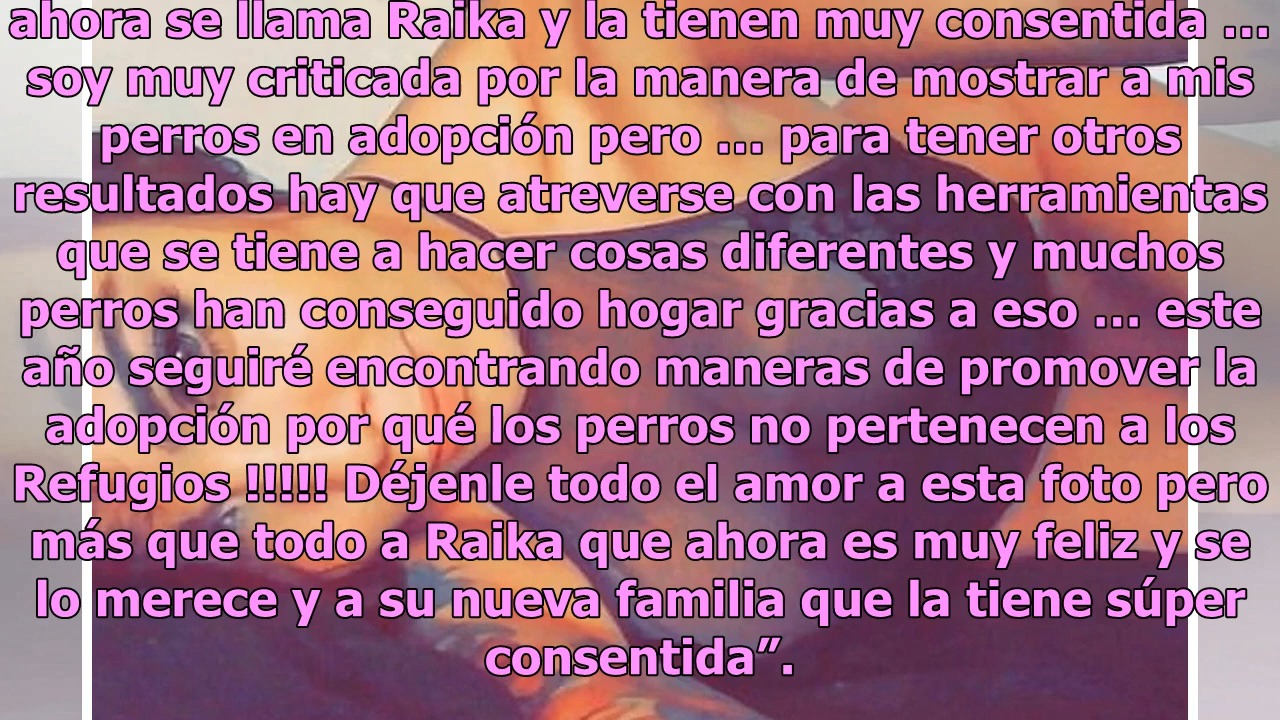 ahora se llama Raika y la tienen muy consentida ...
soy muy criticada por la manera de mostrar a mis
perros en adopción pero ... para tener otros
resultados hay que atreverse con las herramientas
que se tiene a hacer cosas diferentes y muchos
perros han conseguido hogar gracias a eso ... este
año seguiré encontrando maneras de promover la
adopción por qué los perros no pertenecen a los
Refugios !!!!! Déjenle todo el amor a esta foto pero
más que todo a Raika que ahora es muy feliz y se
lo merece y a su nueva familia que la tiene súper
consentida”.